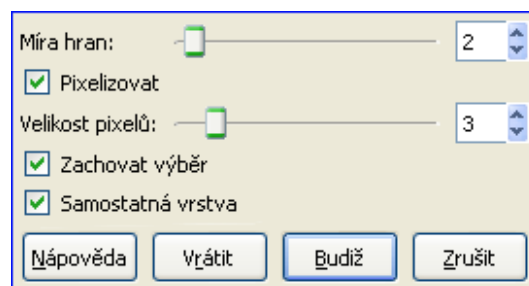 Míra hran: 2
Pixelizovat
Velikost pixelů: 3
Zachovat výběr
Samostatná vrstva
Nápověda Vrátit Budiž Zrušit